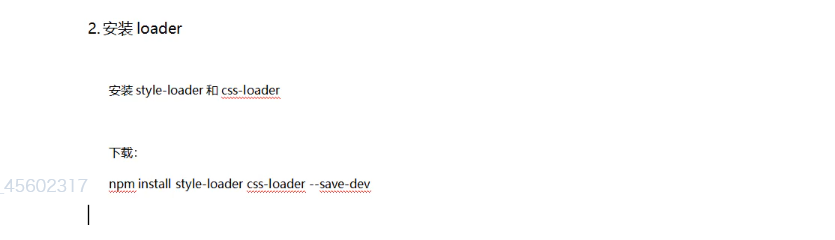 2. 安装 loader
安装 style-loader 和 css-loader
下载：
npm install style-loader css-loader --save-dev
_45602317